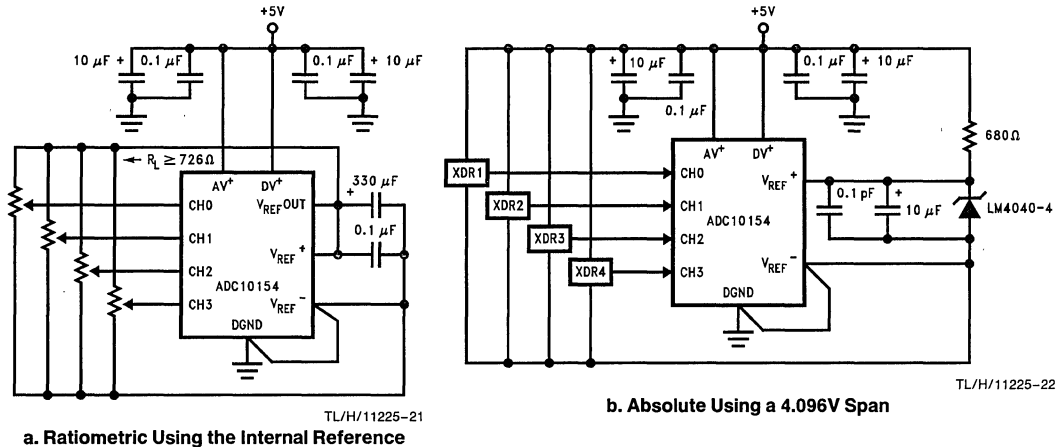 +5V
10 μF + 0.1 μF 0.1 μF + 10 μF
← R_L ≥ 726Ω
AV+ DV+
330 μF
+
CH0 V_REF OUT
0.1 μF
CH1
V_REF+
CH2
ADC10154
CH3 V_REF-
DGND
TL/H/11225-21
a. Ratiometric Using the Internal Reference
+5V
+ 10 μF 0.1 μF + 10 μF
0.1 μF
680Ω
AV+ DV+
XDR1 CH0 V_REF+
0.1 pF +
XDR2 CH1 10 μF LM4040-4
ADC10154
XDR3 CH2
XDR4 CH3 V_REF-
DGND
TL/H/11225-22
b. Absolute Using a 4.096V Span